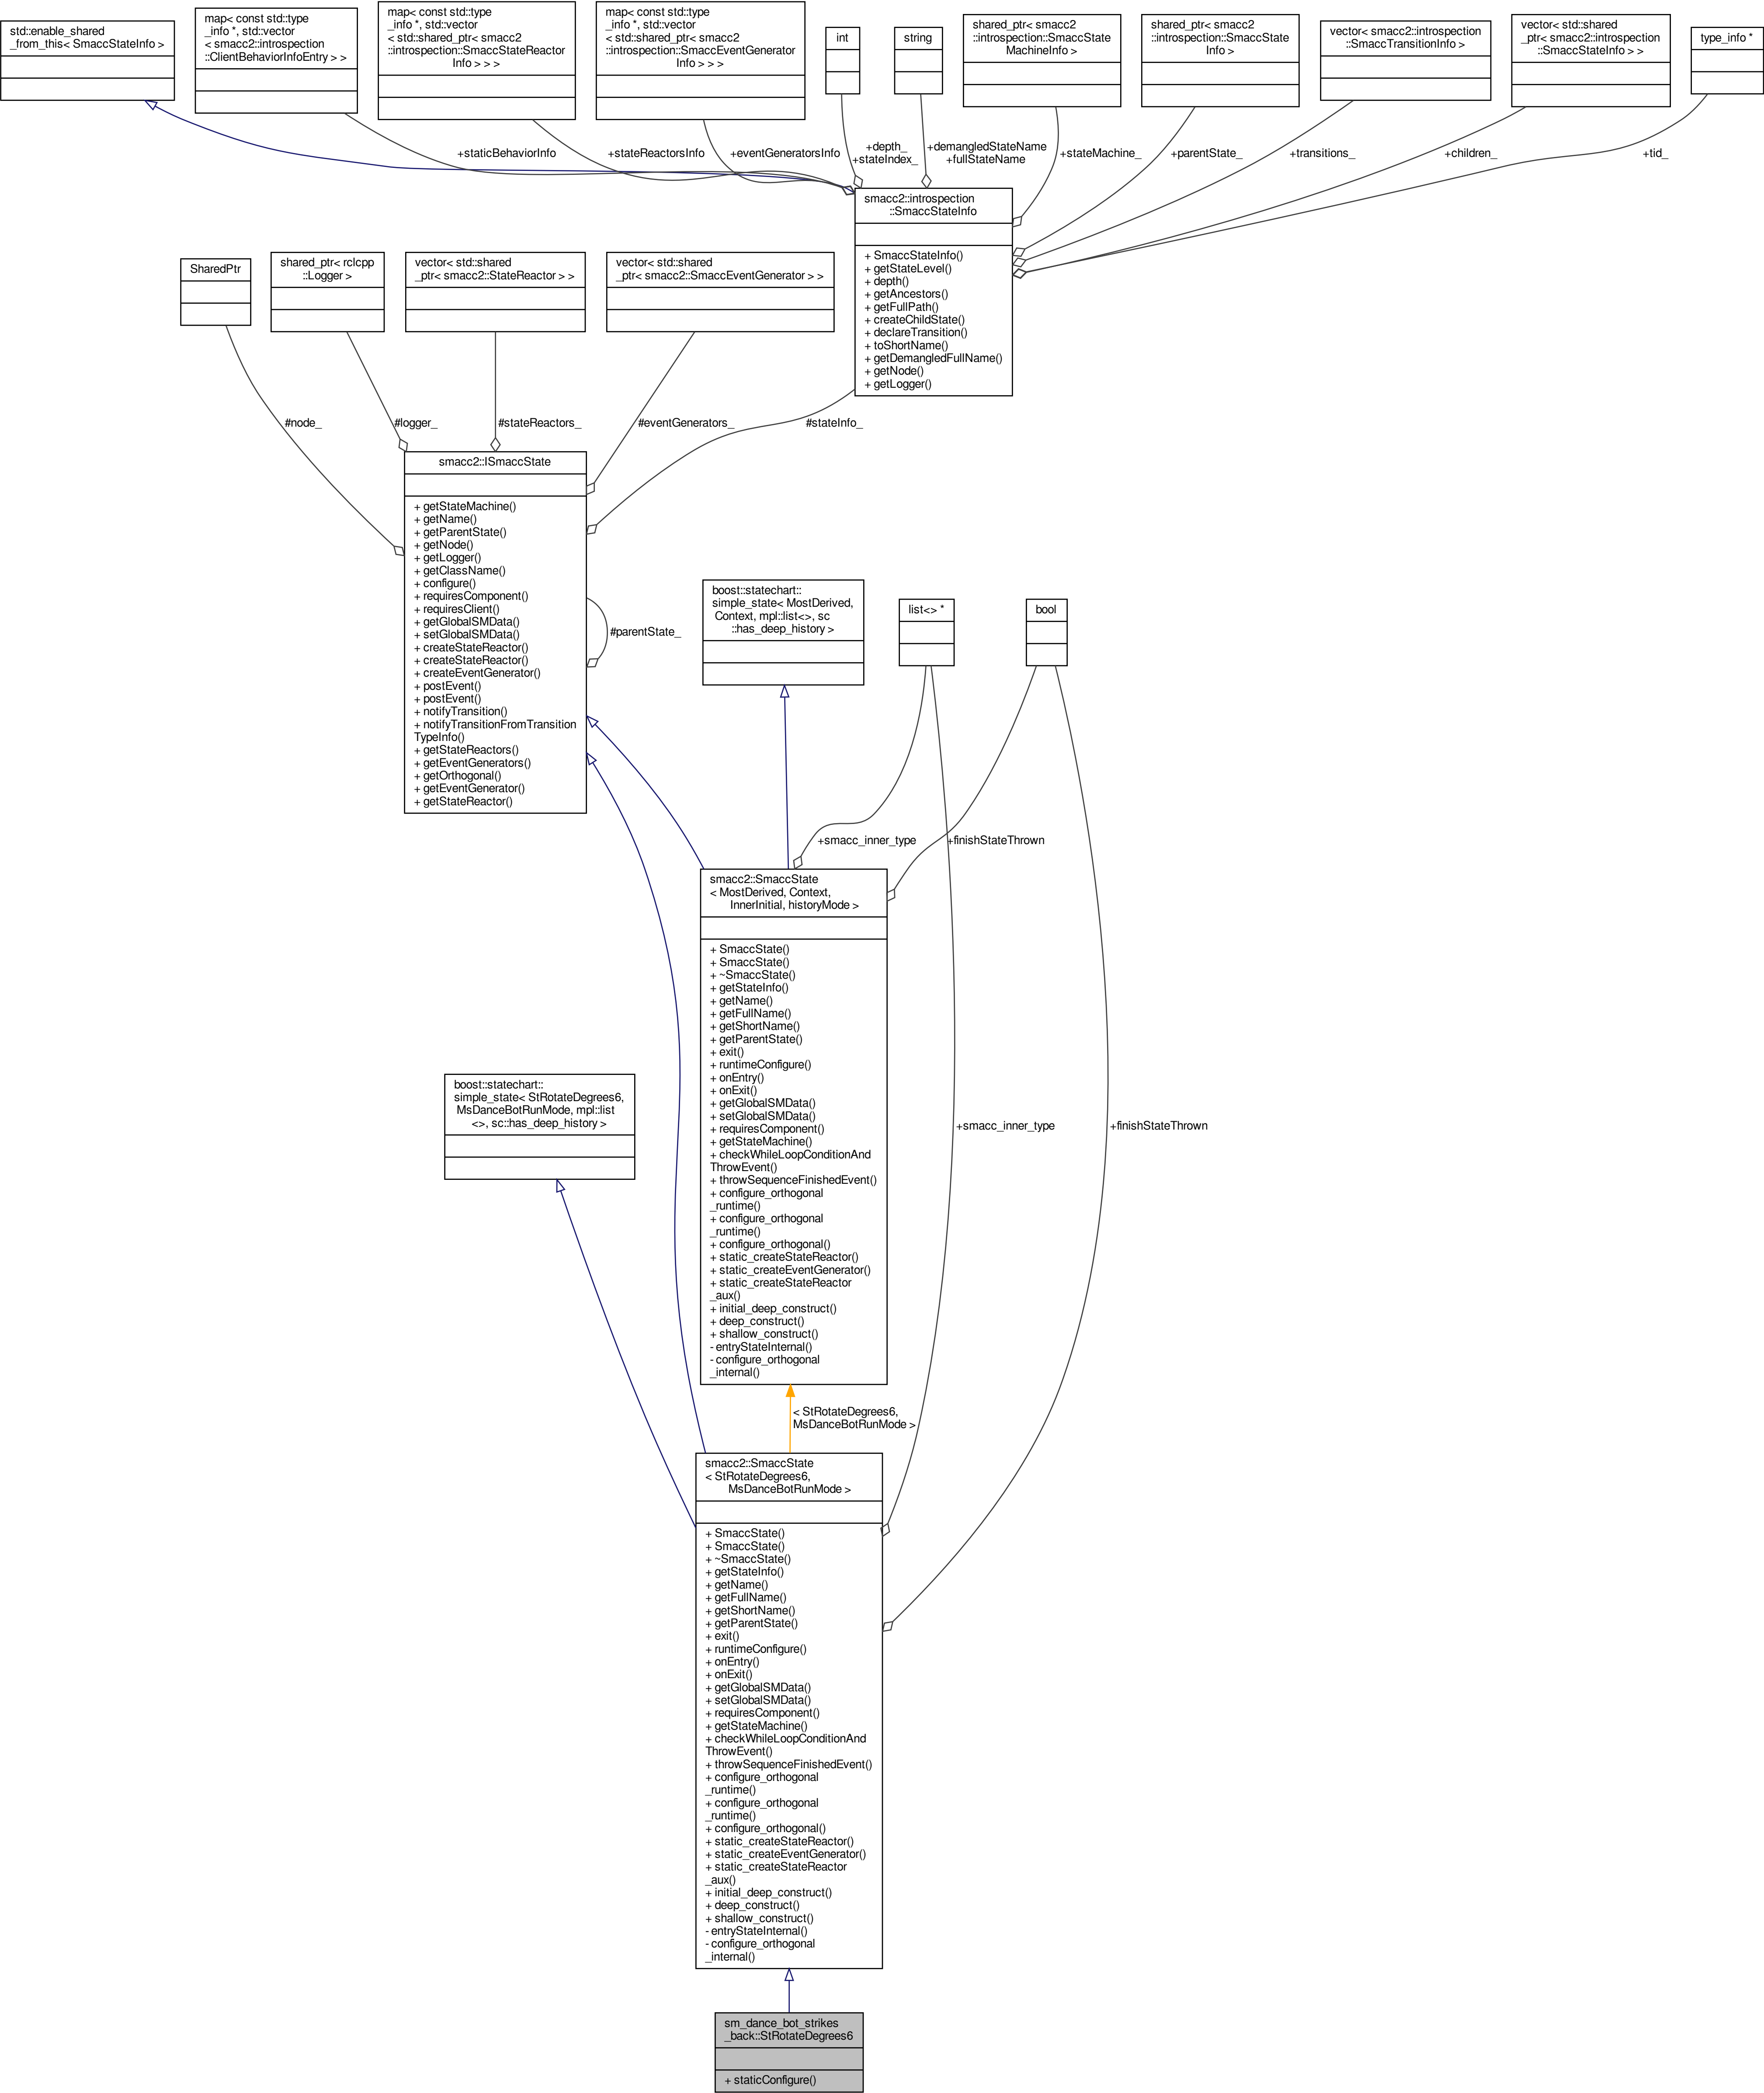 std::enable_shared
_from_this< SmaccStateInfo >
map< const std::type
_info *, std::vector
< smacc2::introspection
::ClientBehaviorInfoEntry > >
map< const std::type
_info *, std::vector
< std::shared_ptr< smacc2
::introspection::SmaccStateReactor
Info > > >
map< const std::type
_info *, std::vector
< std::shared_ptr< smacc2
::introspection::SmaccEventGenerator
Info > > >
int
string
shared_ptr< smacc2
::introspection::SmaccState
MachineInfo >
shared_ptr< smacc2
::introspection::SmaccState
Info >
vector< smacc2::introspection
::SmaccTransitionInfo >
vector< std::shared
_ptr< smacc2::introspection
::SmaccStateInfo > >
type_info *
+staticBehaviorInfo
+stateReactorsInfo
+eventGeneratorsInfo
+depth_
+stateIndex_
+demangledStateName
+fullStateName
+stateMachine_
+parentState_
+transitions_
+children_
+tid_
smacc2::introspection
::SmaccStateInfo
+ SmaccStateInfo()
+ getStateLevel()
+ depth()
+ getAncestors()
+ getFullPath()
+ createChildState()
+ declareTransition()
+ toShortName()
+ getDemangledFullName()
+ getNode()
+ getLogger()
SharedPtr
shared_ptr< rclcpp
::Logger >
vector< std::shared
_ptr< smacc2::StateReactor > >
vector< std::shared
_ptr< smacc2::SmaccEventGenerator > >
#node_
#logger_
#stateReactors_
#eventGenerators_
#stateInfo_
smacc2::ISmaccState
+ getStateMachine()
+ getName()
+ getParentState()
+ getNode()
+ getLogger()
+ getClassName()
+ configure()
+ requiresComponent()
+ requiresClient()
+ getGlobalSMData()
+ setGlobalSMData()
+ createStateReactor()
+ createStateReactor()
+ createEventGenerator()
+ postEvent()
+ postEvent()
+ notifyTransition()
+ notifyTransitionFromTransition
TypeInfo()
+ getStateReactors()
+ getEventGenerators()
+ getOrthogonal()
+ getEventGenerator()
+ getStateReactor()
#parentState_
boost::statechart::
simple_state< MostDerived,
Context, mpl::list<>, sc
::has_deep_history >
list<> *
bool
+smacc_inner_type
+finishStateThrown
smacc2::SmaccState
< MostDerived, Context,
InnerInitial, historyMode >
+ SmaccState()
+ SmaccState()
+ ~SmaccState()
+ getStateInfo()
+ getName()
+ getFullName()
+ getShortName()
+ getParentState()
+ exit()
+ runtimeConfigure()
+ onEntry()
+ onExit()
+ getGlobalSMData()
+ setGlobalSMData()
+ requiresComponent()
+ getStateMachine()
+ checkWhileLoopConditionAnd
ThrowEvent()
+ throwSequenceFinishedEvent()
+ configure_orthogonal
_runtime()
+ configure_orthogonal
_runtime()
+ configure_orthogonal()
+ static_createStateReactor()
+ static_createEventGenerator()
+ static_createStateReactor
_aux()
+ initial_deep_construct()
+ deep_construct()
+ shallow_construct()
- entryStateInternal()
- configure_orthogonal
_internal()
boost::statechart::
simple_state< StRotateDegrees6,
MsDanceBotRunMode, mpl::list
<>, sc::has_deep_history >
+smacc_inner_type
+finishStateThrown
< StRotateDegrees6,
MsDanceBotRunMode >
smacc2::SmaccState
< StRotateDegrees6,
MsDanceBotRunMode >
+ SmaccState()
+ SmaccState()
+ ~SmaccState()
+ getStateInfo()
+ getName()
+ getFullName()
+ getShortName()
+ getParentState()
+ exit()
+ runtimeConfigure()
+ onEntry()
+ onExit()
+ getGlobalSMData()
+ setGlobalSMData()
+ requiresComponent()
+ getStateMachine()
+ checkWhileLoopConditionAnd
ThrowEvent()
+ throwSequenceFinishedEvent()
+ configure_orthogonal
_runtime()
+ configure_orthogonal
_runtime()
+ configure_orthogonal()
+ static_createStateReactor()
+ static_createEventGenerator()
+ static_createStateReactor
_aux()
+ initial_deep_construct()
+ deep_construct()
+ shallow_construct()
- entryStateInternal()
- configure_orthogonal
_internal()
sm_dance_bot_strikes
_back::StRotateDegrees6
+ staticConfigure()